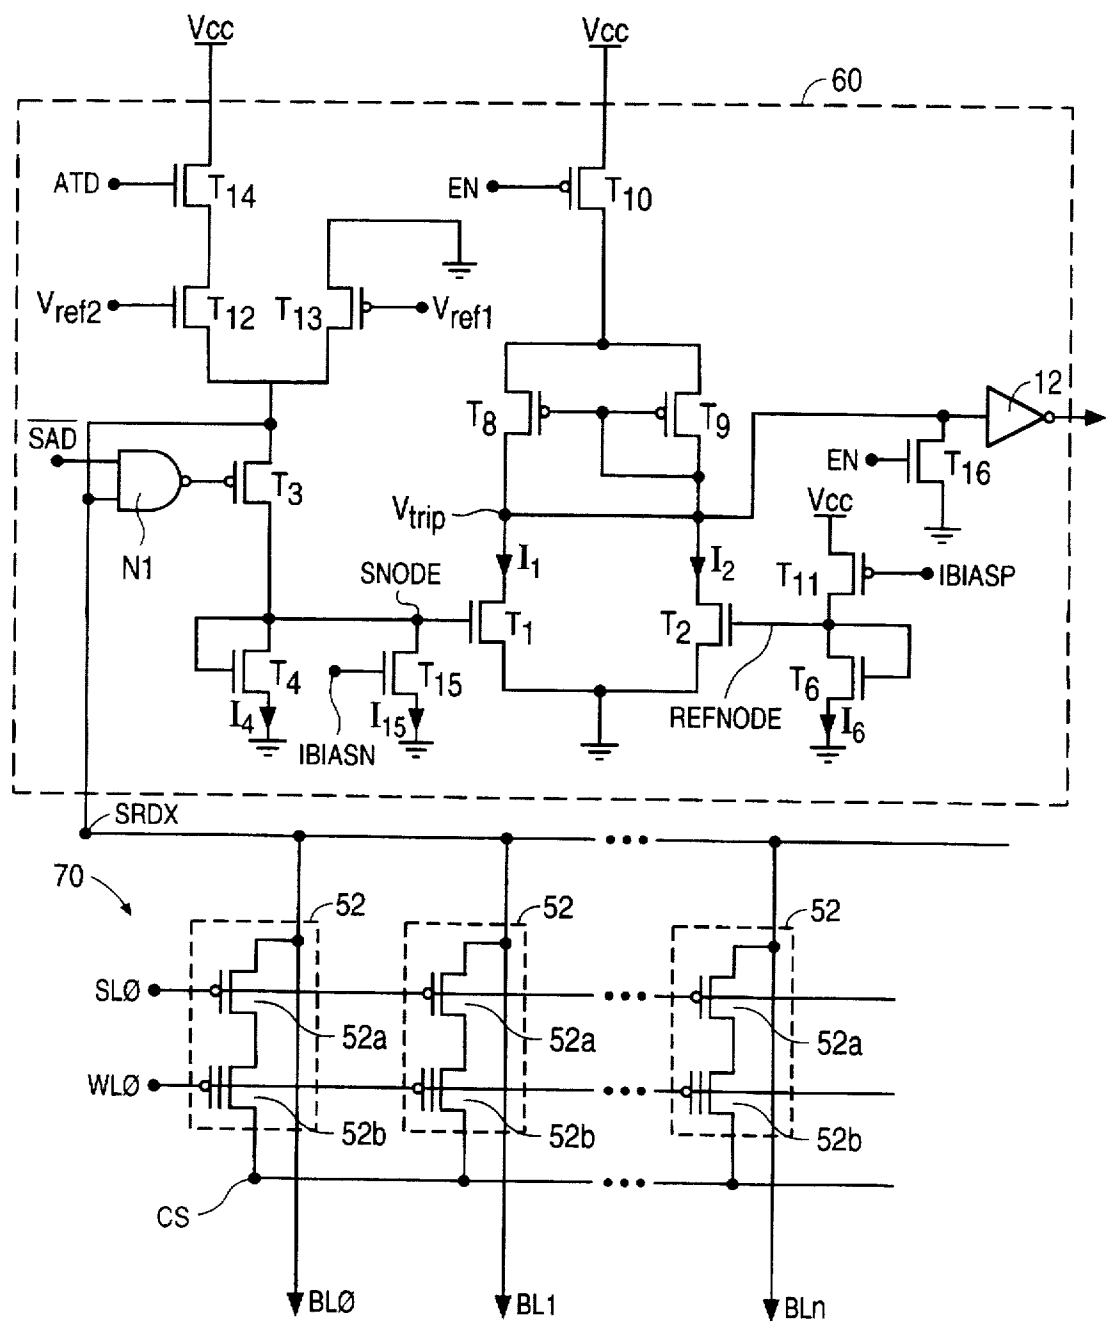 Vcc Vcc
60
ATD T14 EN T10
Vref2 T12 T13 Vref1
T8 T9 12
SAD EN T16
T3 Vtrip Vcc
N1 I1 I2 T11 IBIASP
SNODE
T1 T2
T4 T15 T6
I4 I15 REFNODE I6
IBIASN
SRDX
70 52 52 52
SLØ
52a 52a 52a
WLØ
52b 52b 52b
CS
BLØ BL1 BLn